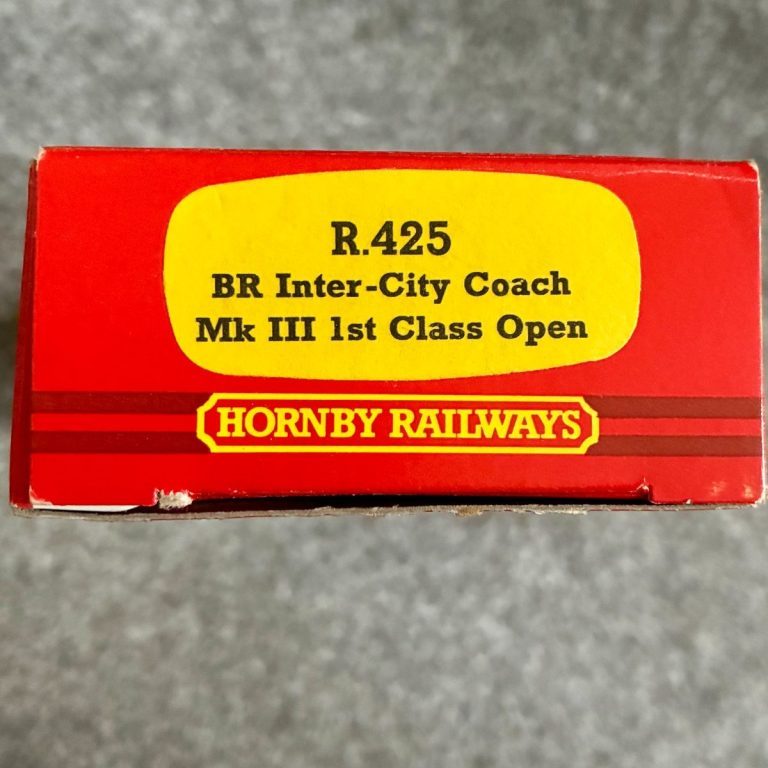 R.425
BR Inter-City Coach
Mk III 1st Class Open
HORNBY RAILWAYS